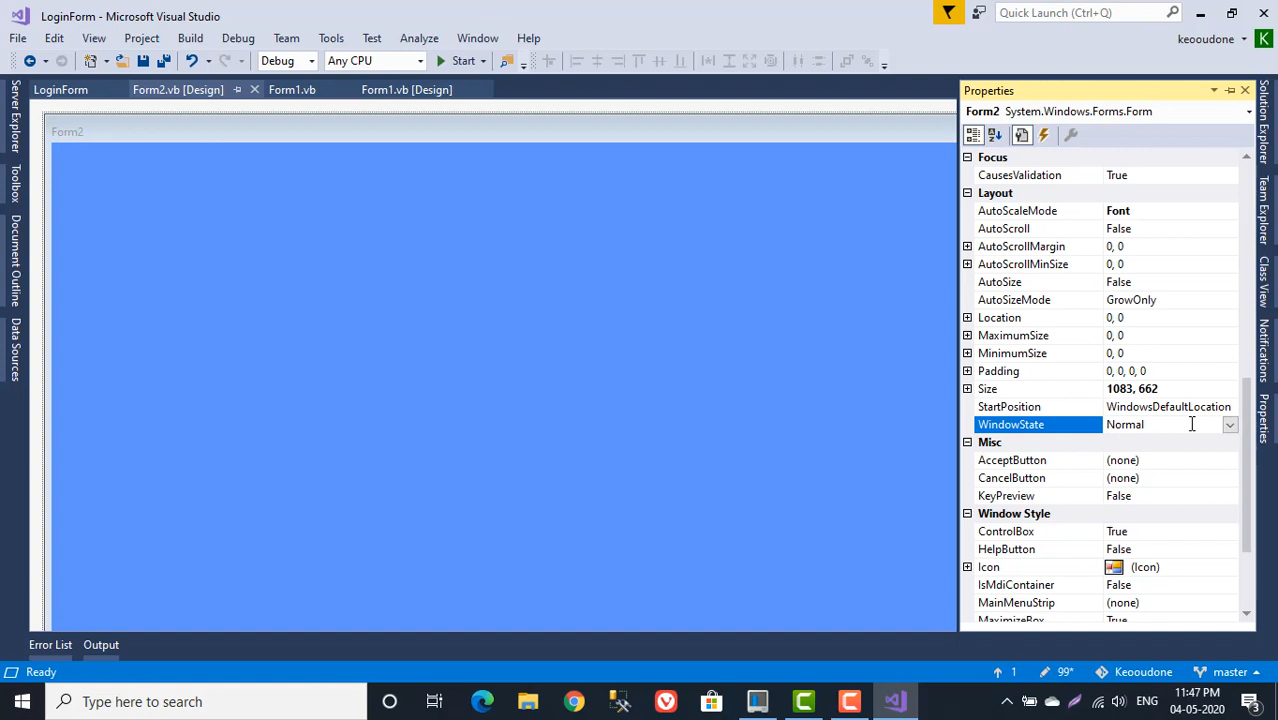 LoginForm - Microsoft Visual Studio
Quick Launch (Ctrl+Q)
File Edit View Project Build Debug Team Tools Test Analyze Window Help
keooudone K
Debug Any CPU Start
LoginForm Form2.vb [Design] Form1.vb Form1.vb [Design]
Server Explorer
Toolbox
Document Outline
Data Sources
Form2
Properties
Form2 System.Windows.Forms.Form
Focus
CausesValidation True
Layout
AutoScaleMode Font
AutoScroll False
AutoScrollMargin 0, 0
AutoScrollMinSize 0, 0
AutoSize False
AutoSizeMode GrowOnly
Location 0, 0
MaximumSize 0, 0
MinimumSize 0, 0
Padding 0, 0, 0, 0
Size 1083, 662
StartPosition WindowsDefaultLocation
WindowState Normal
Misc
AcceptButton (none)
CancelButton (none)
KeyPreview False
Window Style
ControlBox True
HelpButton False
Icon (Icon)
IsMdiContainer False
MainMenuStrip (none)
MaximizeBox True
Solution Explorer
Team Explorer
Class View
Notifications
Properties
Error List Output
Ready 1 99* Keooudone master
Type here to search
ENG
11:47 PM
04-05-2020
3